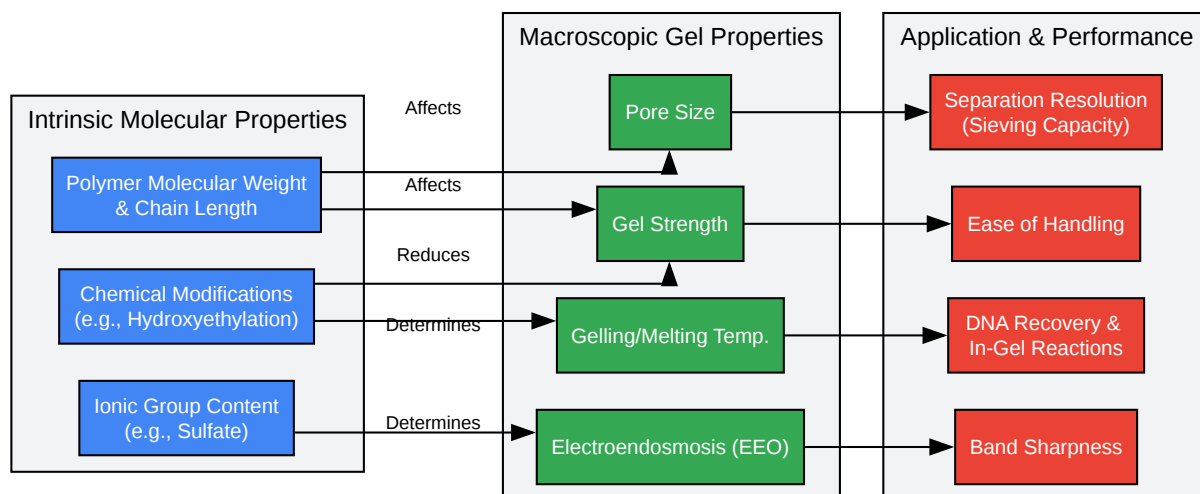 Intrinsic Molecular Properties
Polymer Molecular Weight
& Chain Length
Chemical Modifications
(e.g., Hydroxyethylation)
Ionic Group Content
(e.g., Sulfate)
Affects
Affects
Reduces
Determines
Determines
Macroscopic Gel Properties
Pore Size
Gel Strength
Gelling/Melting Temp.
Electroendosmosis (EEO)
Application & Performance
Separation Resolution
(Sieving Capacity)
Ease of Handling
DNA Recovery &
In-Gel Reactions
Band Sharpness